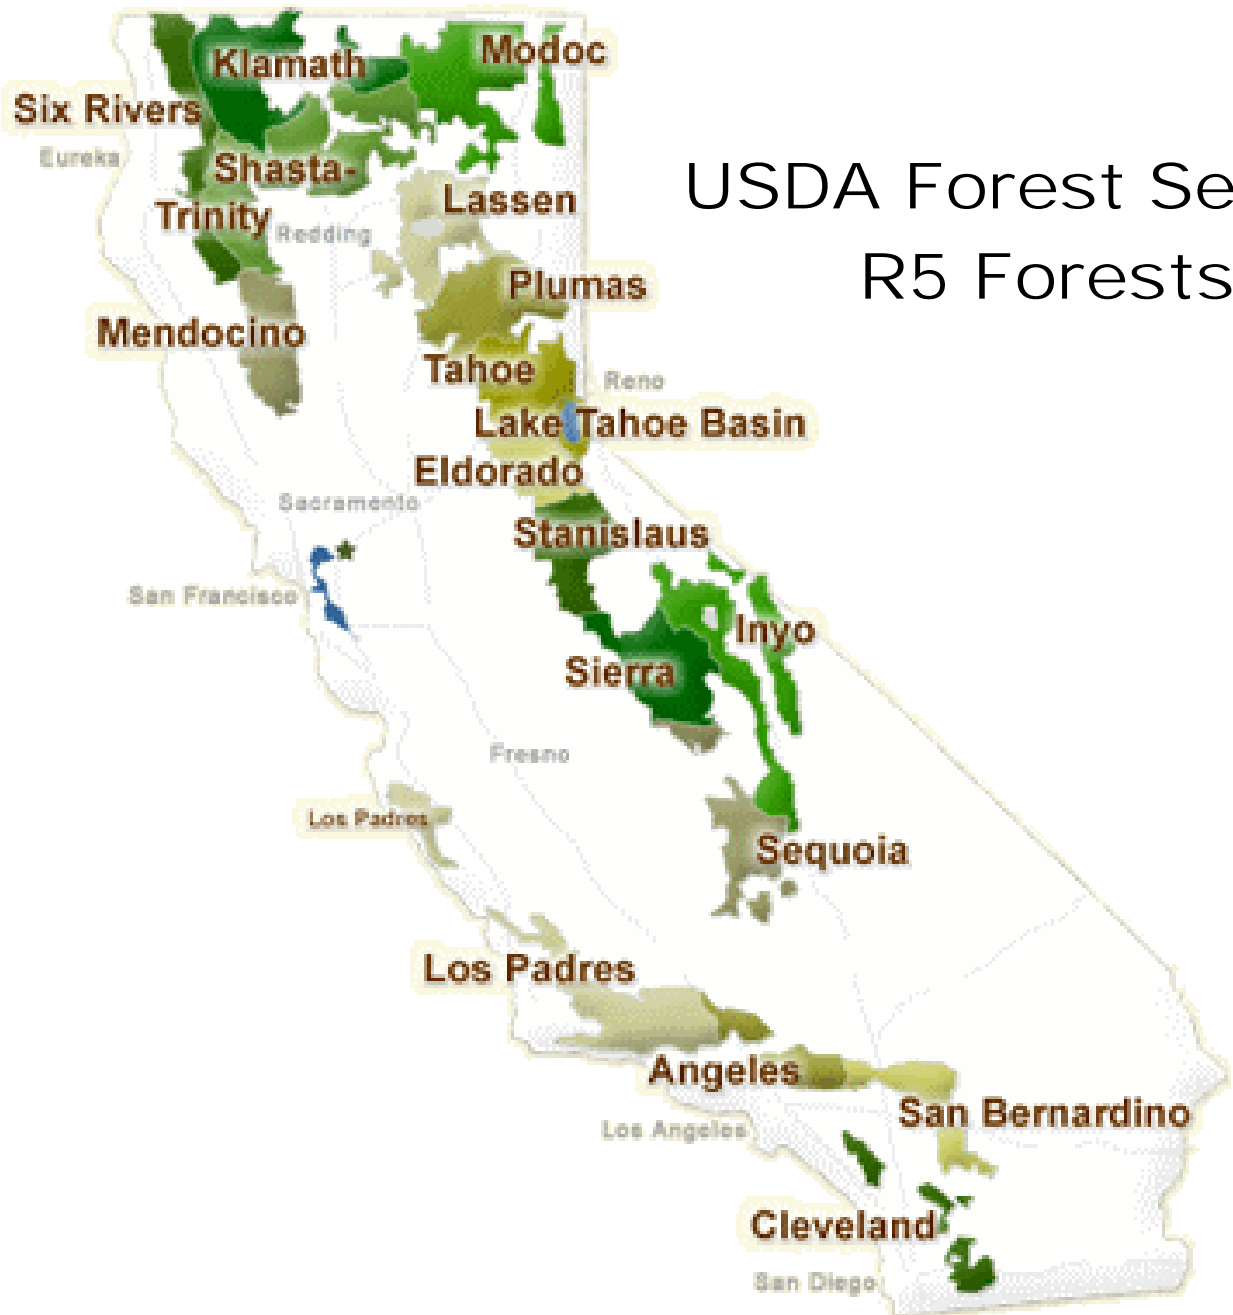 Modoc
Klamath
Six Rivers
Eureka
Shasta-
Trinity
Redding
Lassen
USDA Forest Se
R5 Forests
Plumas
Mendocino
Tahoe
Reno
Lake Tahoe Basin
Eldorado
Sacramento
Stanislaus
San Francisco
Inyo
Sierra
Fresno
Los Padres
Sequoia
Los Padres
Angeles
San Bernardino
Los Angeles
Cleveland
San Diego